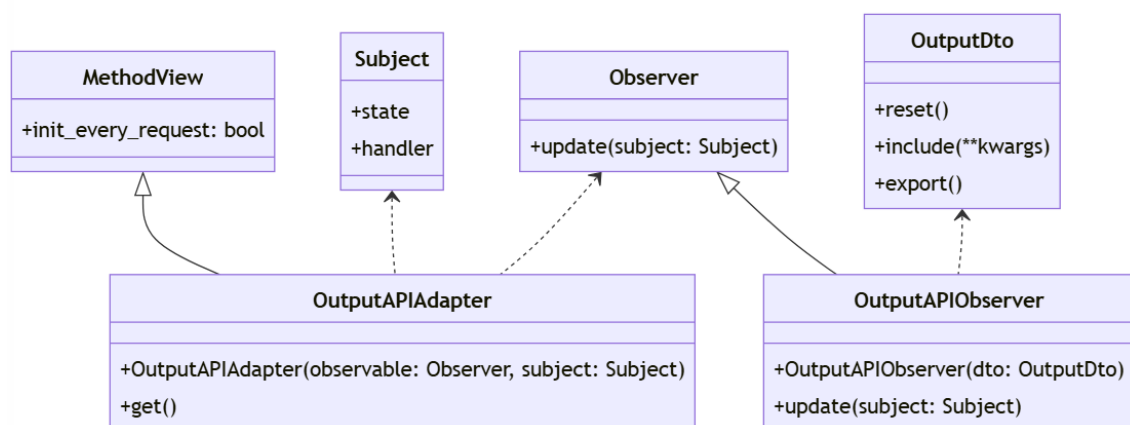 MethodView
+init_every_request: bool
Subject
+state
+handler
Observer
+update(subject: Subject)
OutputDto
+reset()
+include(**kwargs)
+export()
OutputAPIAdapter
+OutputAPIAdapter(observable: Observer, subject: Subject)
+get()
OutputAPIObserver
+OutputAPIObserver(dto: OutputDto)
+update(subject: Subject)